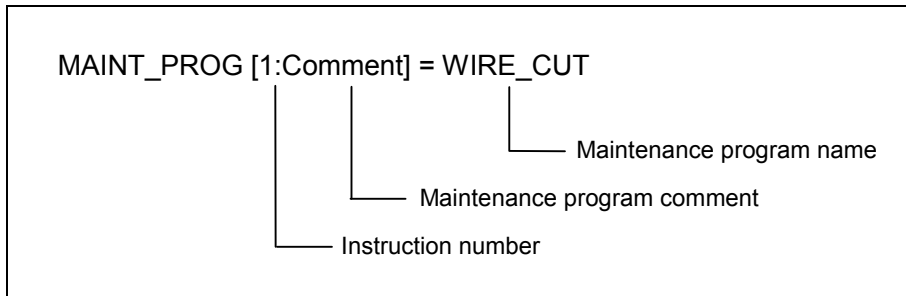 MAINT_PROG [1:Comment] = WIRE_CUT
Maintenance program name
Maintenance program comment
Instruction number